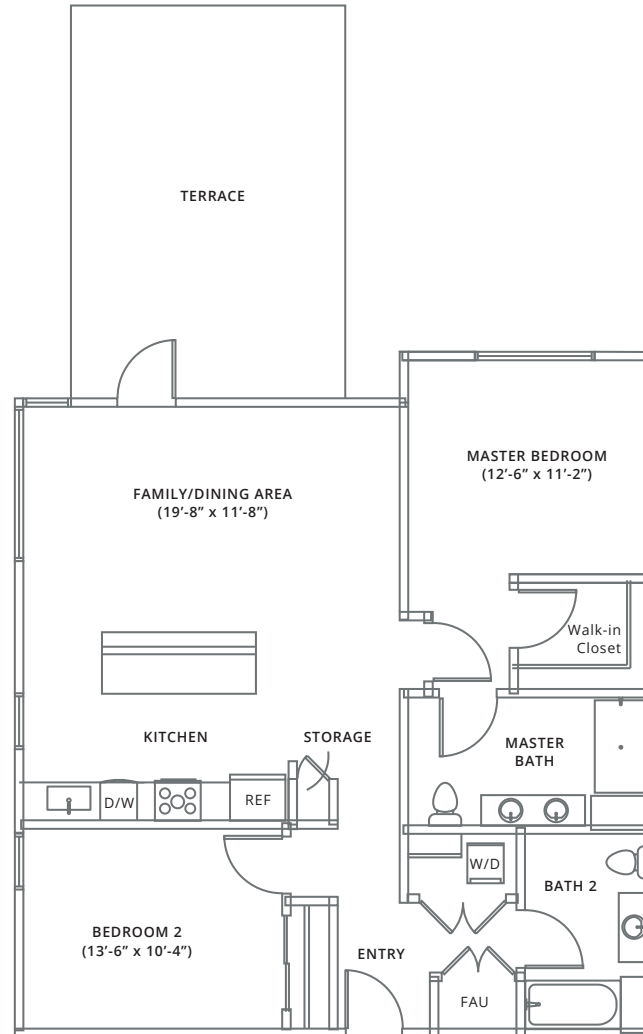 TERRACE
MASTER BEDROOM
(12’-6” x 11’-2”)
FAMILY/DINING AREA
(19’-8” x 11’-8”)
Walk-in
Closet
KITCHEN
STORAGE
MASTER
BATH
D/W
REF
W/D
BATH 2
BEDROOM 2
(13’-6” x 10’-4”)
ENTRY
FAU